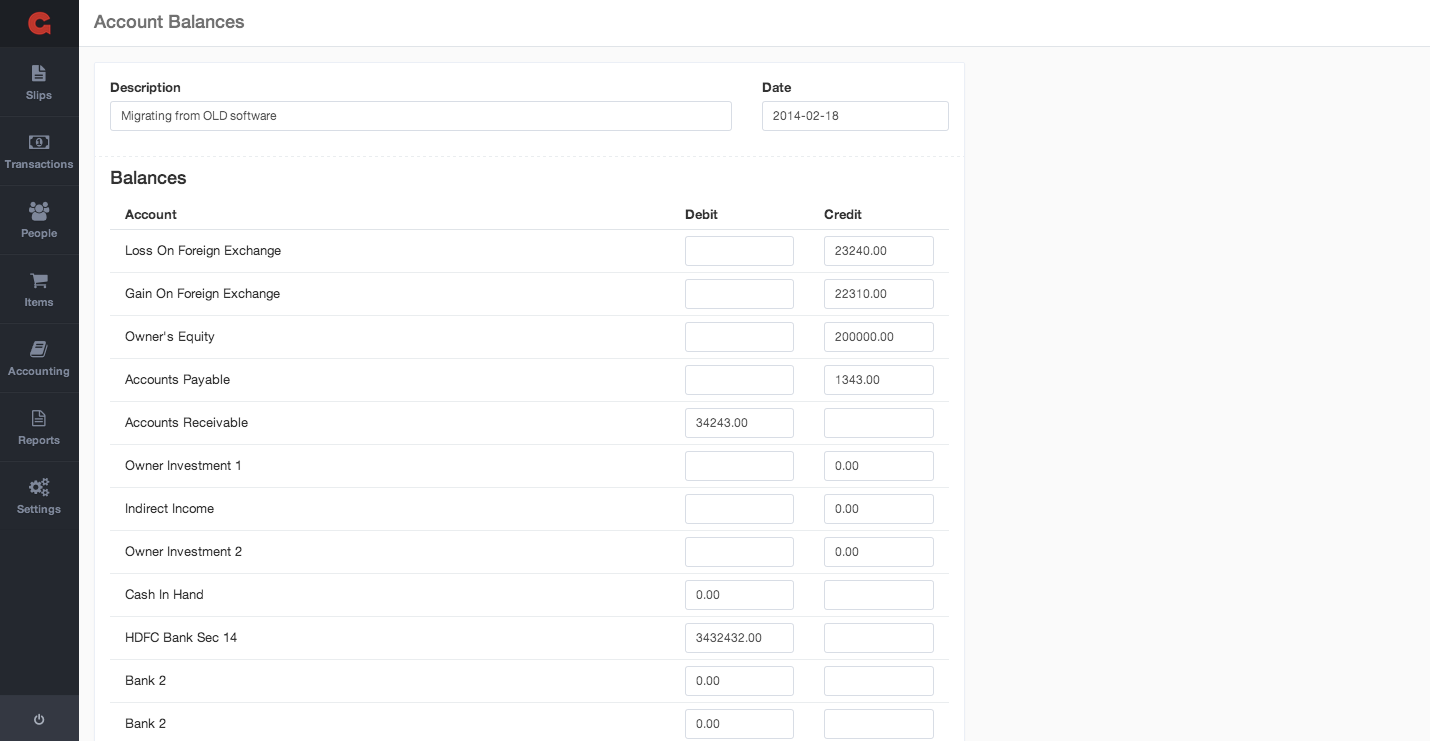 Account Balances
Slips
Transactions
People
Items
Accounting
Reports
Settings
Description Date
Migrating from OLD software 2014-02-18
Balances
Account Debit Credit
Loss On Foreign Exchange 23240.00
Gain On Foreign Exchange 22310.00
Owner's Equity 200000.00
Accounts Payable 1343.00
Accounts Receivable 34243.00
Owner Investment 1 0.00
Indirect Income 0.00
Owner Investment 2 0.00
Cash In Hand 0.00
HDFC Bank Sec 14 3432432.00
Bank 2 0.00
Bank 2 0.00